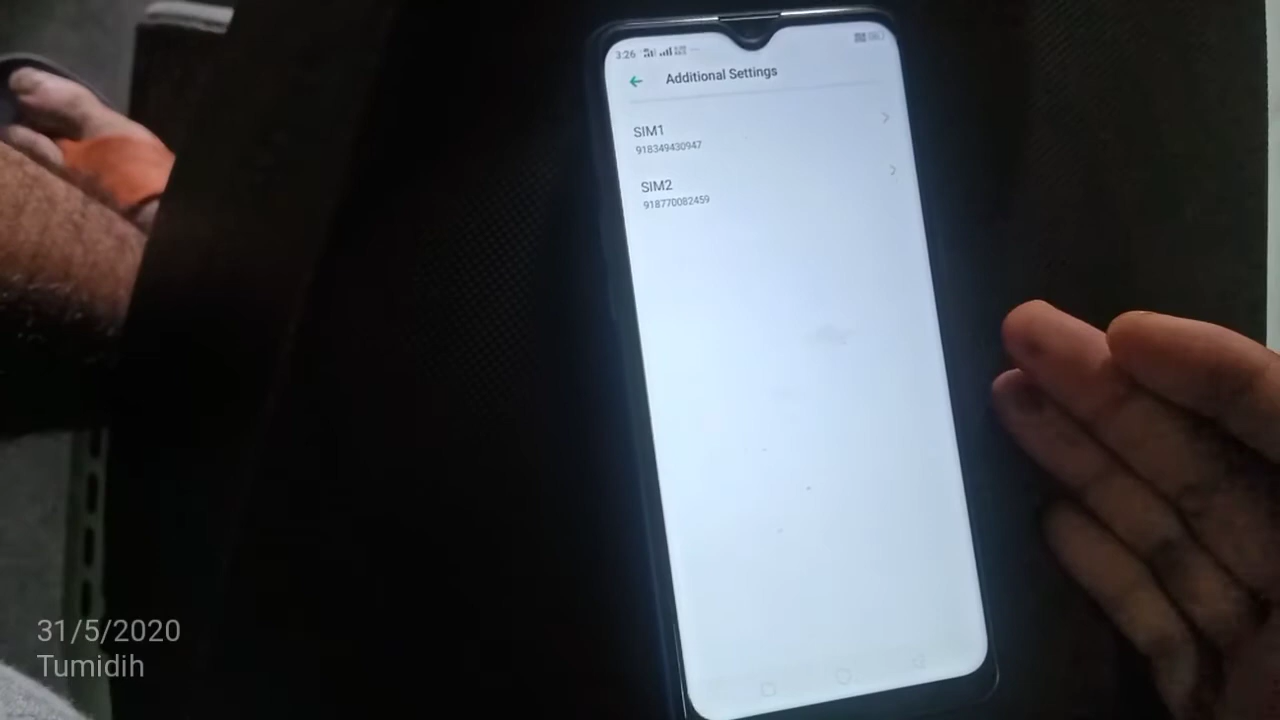 3:26
Additional Settings
SIM1
918349430947
SIM2
918770082459
31/5/2020
Tumidih